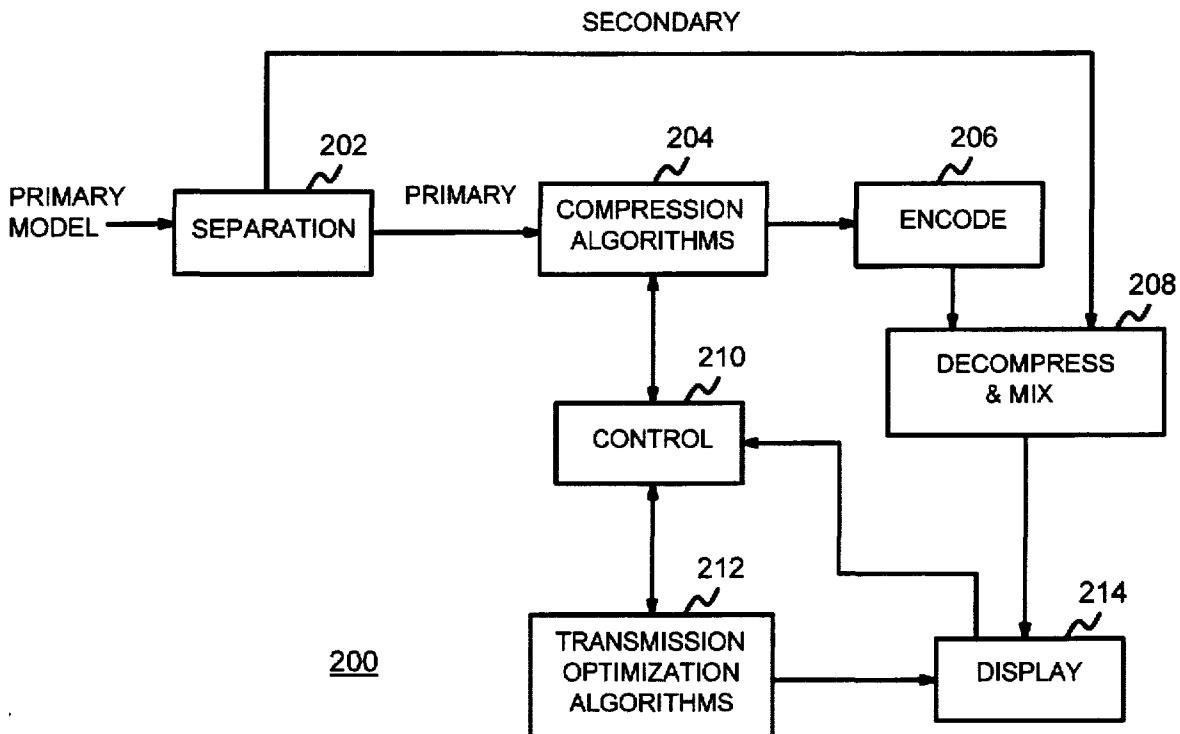 SECONDARY
202
204
206
PRIMARY
MODEL
SEPARATION
PRIMARY
COMPRESSION
ALGORITHMS
ENCODE
208
DECOMPRESS
& MIX
210
CONTROL
212
214
TRANSMISSION
OPTIMIZATION
ALGORITHMS
DISPLAY
200